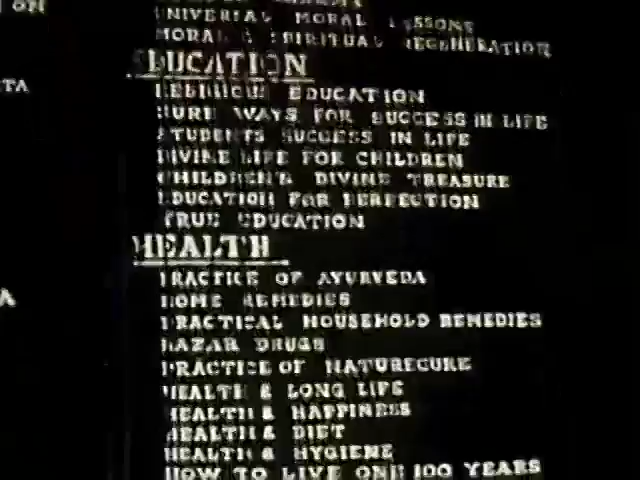 ON
UNIVERSAL MORAL LESSONS
MORAL & SPIRITUAL REGENERATION
TA
EDUCATION
RELIGIOUS EDUCATION
SURE WAYS FOR SUCCESS IN LIFE
STUDENTS SUCCESS IN LIFE
DIVINE LIFE FOR CHILDREN
CHILDREN'S DIVINE TREASURE
EDUCATION FOR PERFECTION
TRUE EDUCATION
HEALTH
PRACTICE OF AYURVEDA
A
HOME REMEDIES
PRACTICAL HOUSEHOLD REMEDIES
BAZAR DRUGS
PRACTICE OF NATURECURE
HEALTH & LONG LIFE
HEALTH & HAPPINESS
HEALTH & DIET
HEALTH & HYGIENE
HOW TO LIVE ONE 100 YEARS